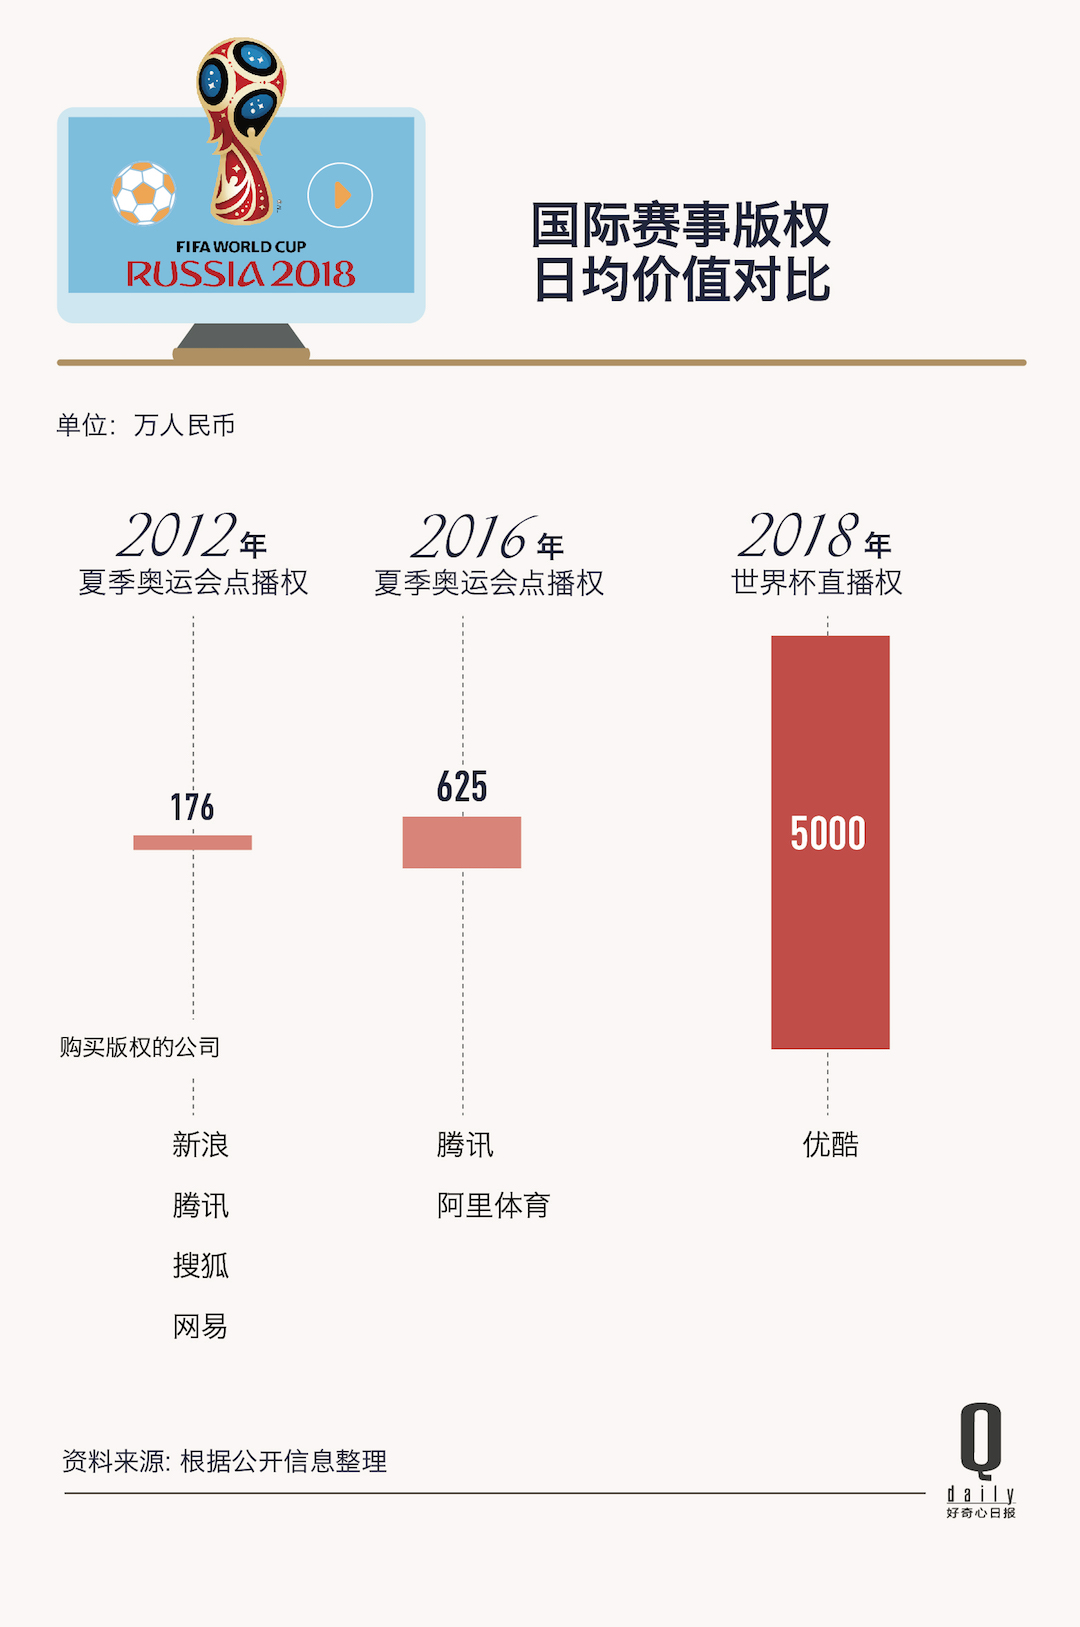 FIFA WORLD CUP
RUSSIA 2018
国际赛事版权
日均价值对比
单位：万人民币
2012年
夏季奥运会点播权
2016年
夏季奥运会点播权
2018年
世界杯直播权
176
625
5000
购买版权的公司
新浪
腾讯
搜狐
网易
腾讯
阿里体育
优酷
资料来源: 根据公开信息整理
Q
daily
好奇心日报